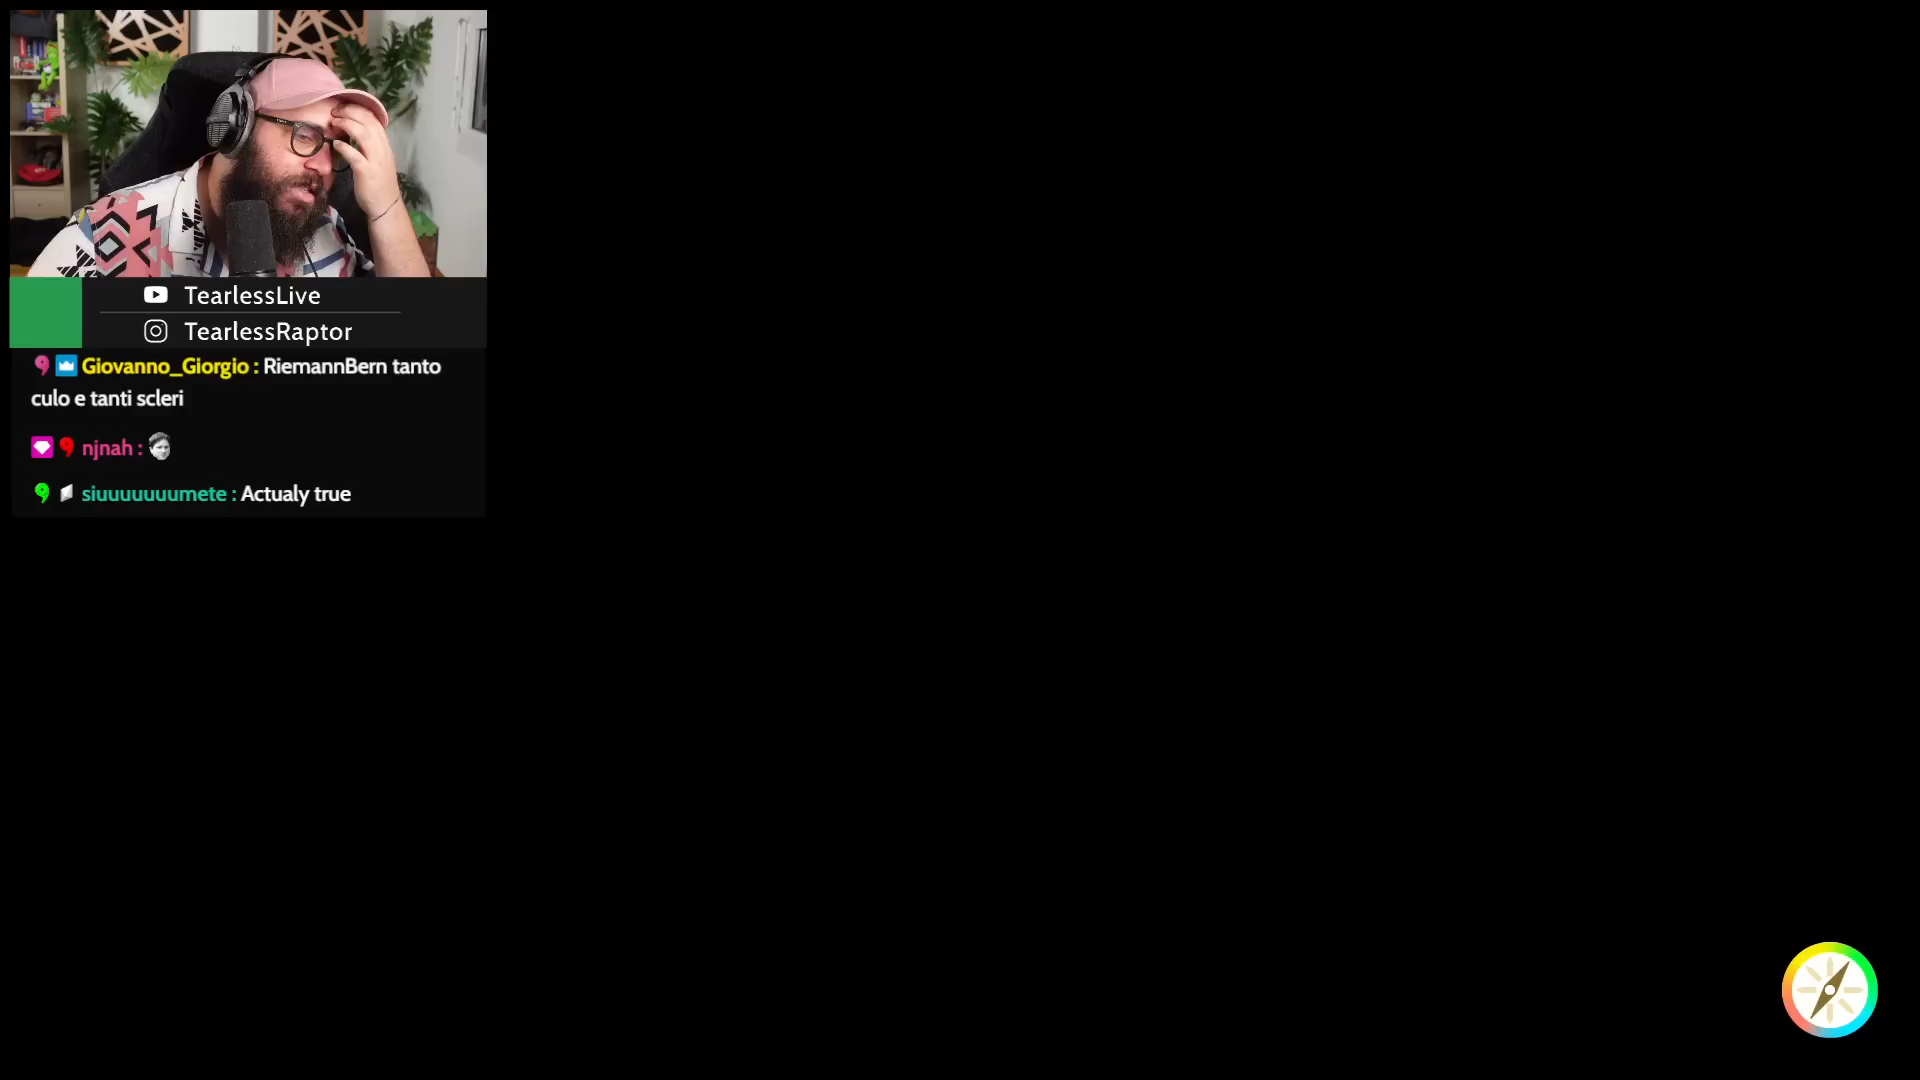 TearlessLive
TearlessRaptor
Giovanno_Giorgio : RiemannBern tanto
culo e tanti scleri
njnah :
siuuuuuuumete : Actualy true